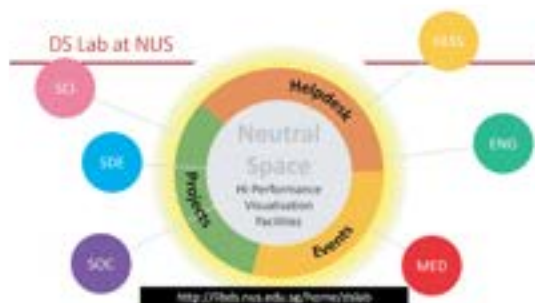 DS Lab at NUS
FASS
SCI
Helpdesk
ENG
Neutral
Space
SDE
Hi-Performance
Visualisation
Facilities
Projects
Events
SOC
MED